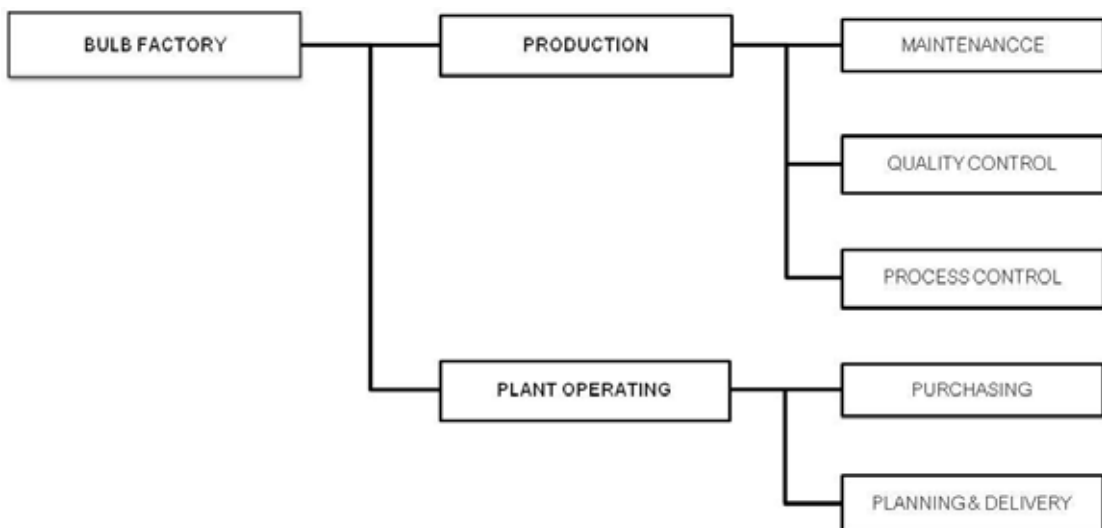 BULB FACTORY
PRODUCTION
MAINTENANCCE
QUALITY CONTROL
PROCESS CONTROL
PLANT OPERATING
PURCHASING
PLANNING & DELIVERY